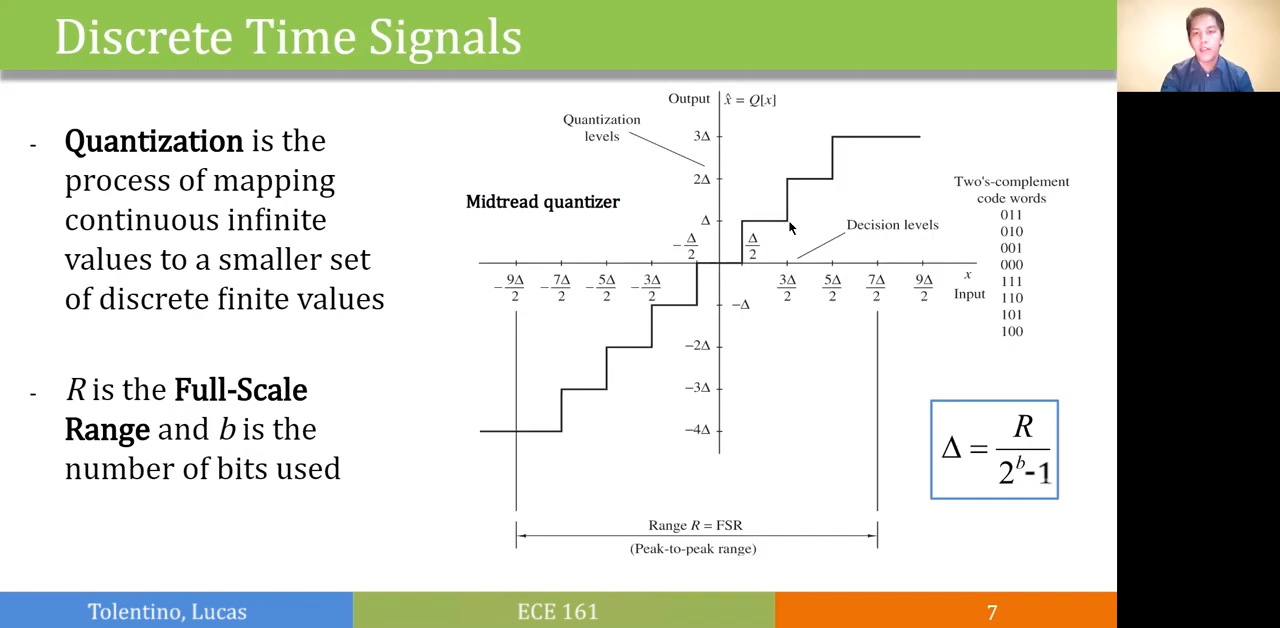 Discrete Time Signals
- Quantization is the
process of mapping
continuous infinite
values to a smaller set
of discrete finite values
- R is the Full-Scale
Range and b is the
number of bits used
Output x̂ = Q[x]
Quantization
levels
Midtread quantizer
3Δ
2Δ
Δ
−Δ/2
Δ/2
Decision levels
−9Δ/2 −7Δ/2 −5Δ/2 −3Δ/2 3Δ/2 5Δ/2 7Δ/2 9Δ/2
x
Input
−Δ
−2Δ
−3Δ
−4Δ
Two's-complement
code words
011
010
001
000
111
110
101
100
Δ = R/2^b-1
Range R = FSR
(Peak-to-peak range)
Tolentino, Lucas
ECE 161
7